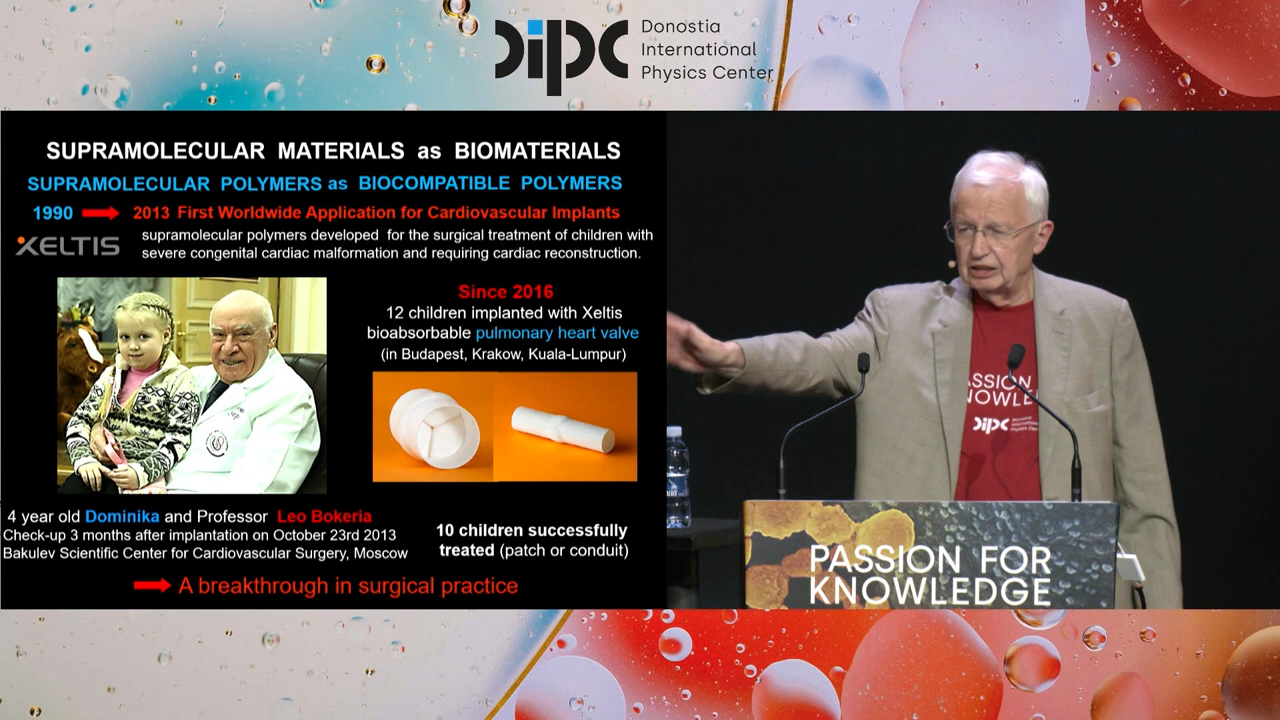 DIPC
Donostia
International
Physics Center
SUPRAMOLECULAR MATERIALS as BIOMATERIALS
SUPRAMOLECULAR POLYMERS as BIOCOMPATIBLE POLYMERS
1990 2013 First Worldwide Application for Cardiovascular Implants
XELTIS
supramolecular polymers developed for the surgical treatment of children with
severe congenital cardiac malformation and requiring cardiac reconstruction.
Since 2016
12 children implanted with Xeltis
bioabsorbable pulmonary heart valve
(in Budapest, Krakow, Kuala-Lumpur)
4 year old Dominika and Professor Leo Bokeria
Check-up 3 months after implantation on October 23rd 2013
Bakulev Scientific Center for Cardiovascular Surgery, Moscow
10 children successfully
treated (patch or conduit)
A breakthrough in surgical practice
ASSION
NOWLE
DIPC
PASSION FOR
KNOWLEDGE